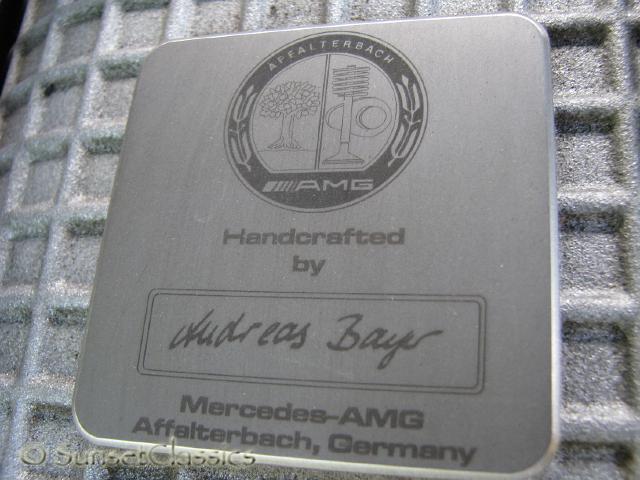 AFFALTERBACH
AMG
Handcrafted
by
Andreas Bayer
Mercedes-AMG
Affalterbach, Germany
© SunsetClassics